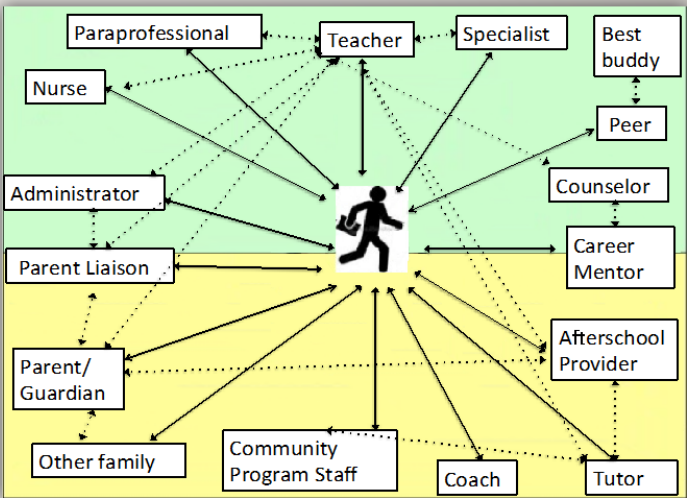 Paraprofessional
Teacher
Specialist
Best
buddy
Nurse
Peer
Administrator
Counselor
Parent Liaison
Career
Mentor
Parent/
Guardian
Afterschool
Provider
Other family
Community
Program Staff
Coach
Tutor